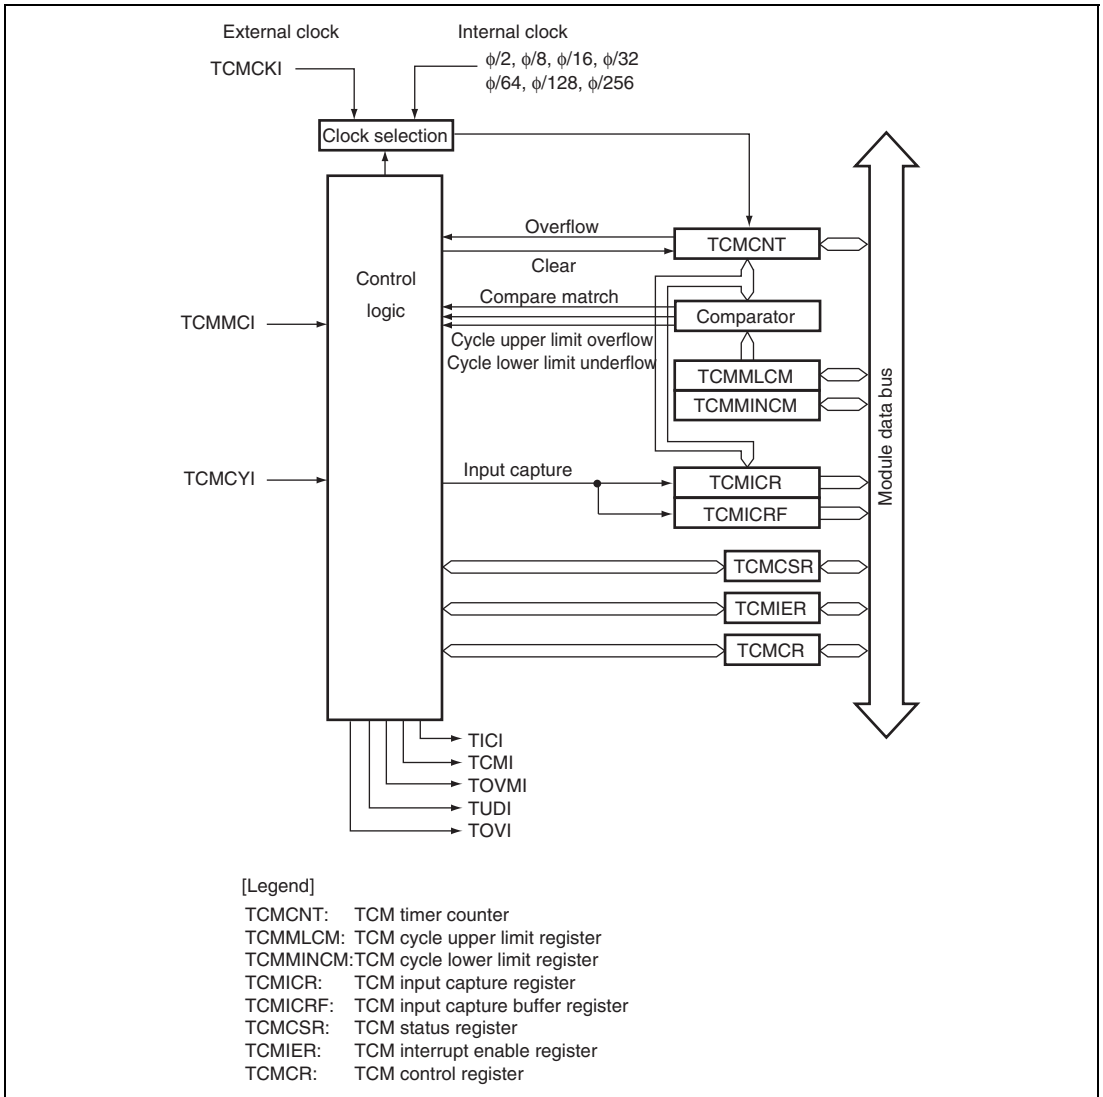 External clock
Internal clock
TCMCKI
ϕ/2, ϕ/8, ϕ/16, ϕ/32
ϕ/64, ϕ/128, ϕ/256
Clock selection
Overflow
TCMCNT
Clear
Control
logic
Compare matrch
Comparator
TCMMCI
Cycle upper limit overflow
Cycle lower limit underflow
TCMMLCM
TCMMINCM
Module data bus
TCMCYI
Input capture
TCMICR
TCMICRF
TCMCSR
TCMIER
TCMCR
TICI
TCMI
TOVMI
TUDI
TOVI
[Legend]
TCMCNT: TCM timer counter
TCMMLCM: TCM cycle upper limit register
TCMMINCM:TCM cycle lower limit register
TCMICR: TCM input capture register
TCMICRF: TCM input capture buffer register
TCMCSR: TCM status register
TCMIER: TCM interrupt enable register
TCMCR: TCM control register